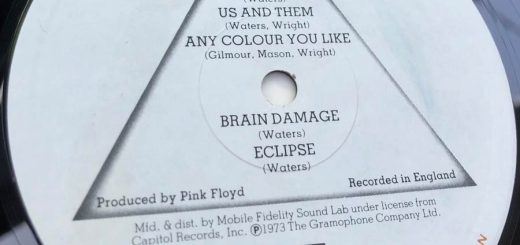 (Waters)
US AND THEM
(Waters, Wright)
ANY COLOUR YOU LIKE
(Gilmour, Mason, Wright)
BRAIN DAMAGE
(Waters)
ECLIPSE
(Waters)
Produced by Pink Floyd
Recorded in England
Mfd. & dist. by Mobile Fidelity Sound Lab under license from
Capitol Records, Inc. Ⓟ1973 The Gramophone Company Ltd.